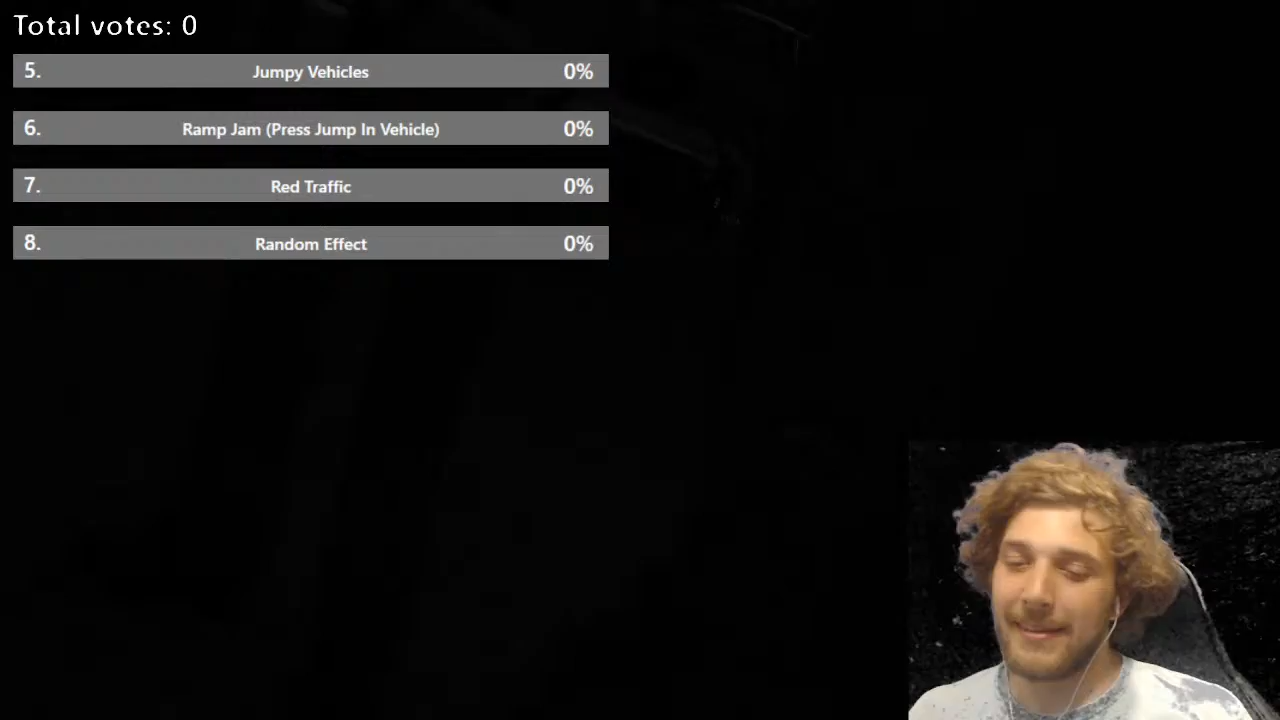 Total votes: 0
5. Jumpy Vehicles 0%
6. Ramp Jam (Press Jump In Vehicle) 0%
7. Red Traffic 0%
8. Random Effect 0%